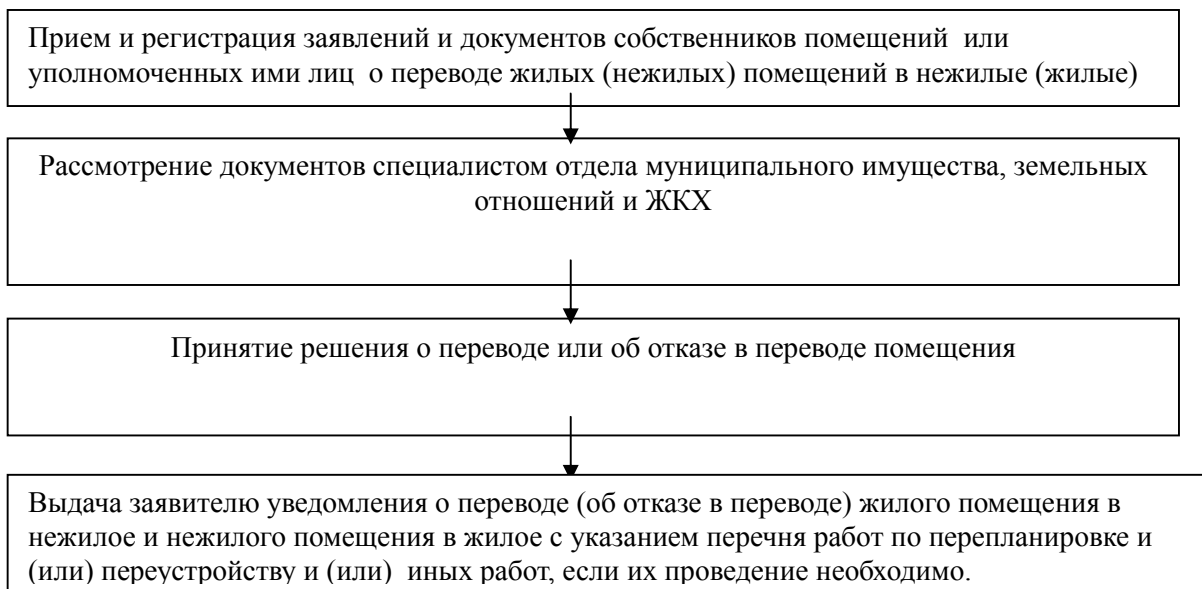 Прием и регистрация заявлений и документов собственников помещений или
уполномоченных ими лиц о переводе жилых (нежилых) помещений в нежилые (жилые)
Рассмотрение документов специалистом отдела муниципального имущества, земельных
отношений и ЖКХ
Принятие решения о переводе или об отказе в переводе помещения
Выдача заявителю уведомления о переводе (об отказе в переводе) жилого помещения в
нежилое и нежилого помещения в жилое с указанием перечня работ по перепланировке и
(или) переустройству и (или) иных работ, если их проведение необходимо.